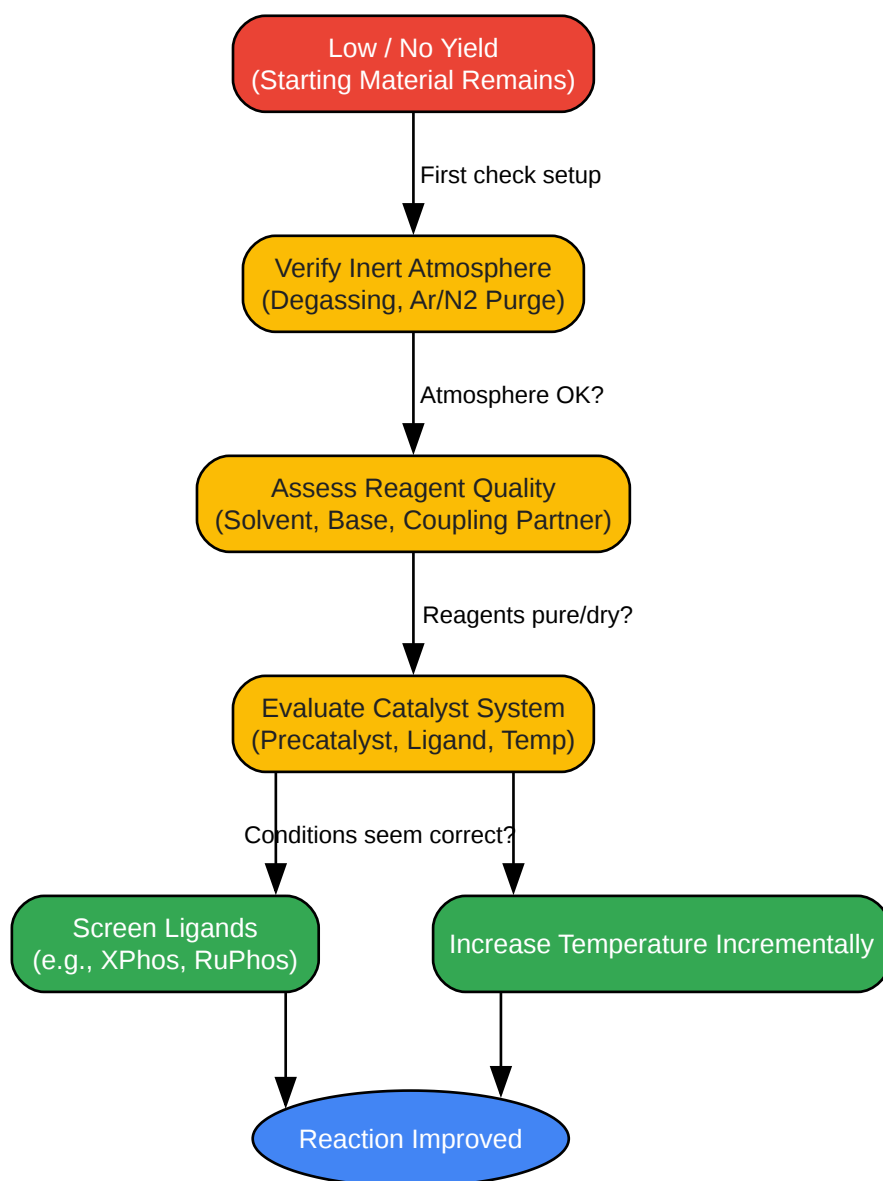 Low / No Yield
(Starting Material Remains)
First check setup
Verify Inert Atmosphere
(Degassing, Ar/N2 Purge)
Atmosphere OK?
Assess Reagent Quality
(Solvent, Base, Coupling Partner)
Reagents pure/dry?
Evaluate Catalyst System
(Precatalyst, Ligand, Temp)
Conditions seem correct?
Screen Ligands
(e.g., XPhos, RuPhos)
Increase Temperature Incrementally
Reaction Improved